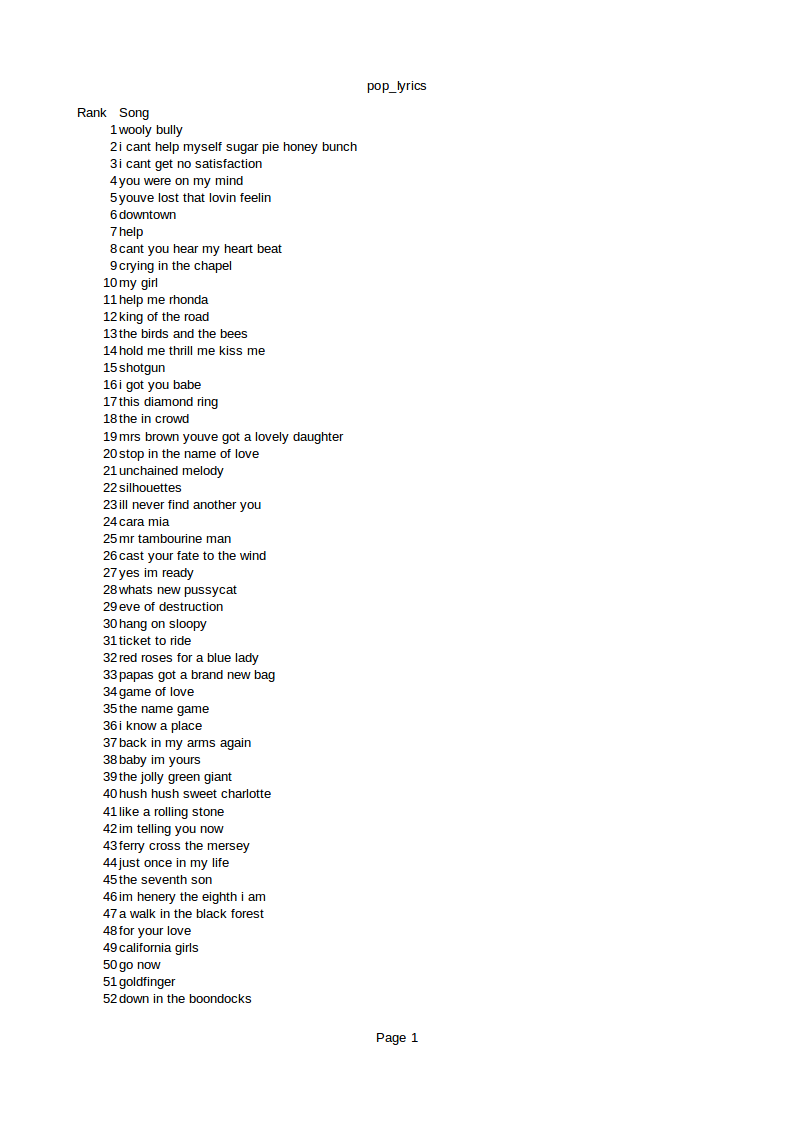 pop_lyrics
Rank Song
1 wooly bully
2 i cant help myself sugar pie honey bunch
3 i cant get no satisfaction
4 you were on my mind
5 youve lost that lovin feelin
6 downtown
7 help
8 cant you hear my heart beat
9 crying in the chapel
10 my girl
11 help me rhonda
12 king of the road
13 the birds and the bees
14 hold me thrill me kiss me
15 shotgun
16 i got you babe
17 this diamond ring
18 the in crowd
19 mrs brown youve got a lovely daughter
20 stop in the name of love
21 unchained melody
22 silhouettes
23 ill never find another you
24 cara mia
25 mr tambourine man
26 cast your fate to the wind
27 yes im ready
28 whats new pussycat
29 eve of destruction
30 hang on sloopy
31 ticket to ride
32 red roses for a blue lady
33 papas got a brand new bag
34 game of love
35 the name game
36 i know a place
37 back in my arms again
38 baby im yours
39 the jolly green giant
40 hush hush sweet charlotte
41 like a rolling stone
42 im telling you now
43 ferry cross the mersey
44 just once in my life
45 the seventh son
46 im henery the eighth i am
47 a walk in the black forest
48 for your love
49 california girls
50 go now
51 goldfinger
52 down in the boondocks
Page 1